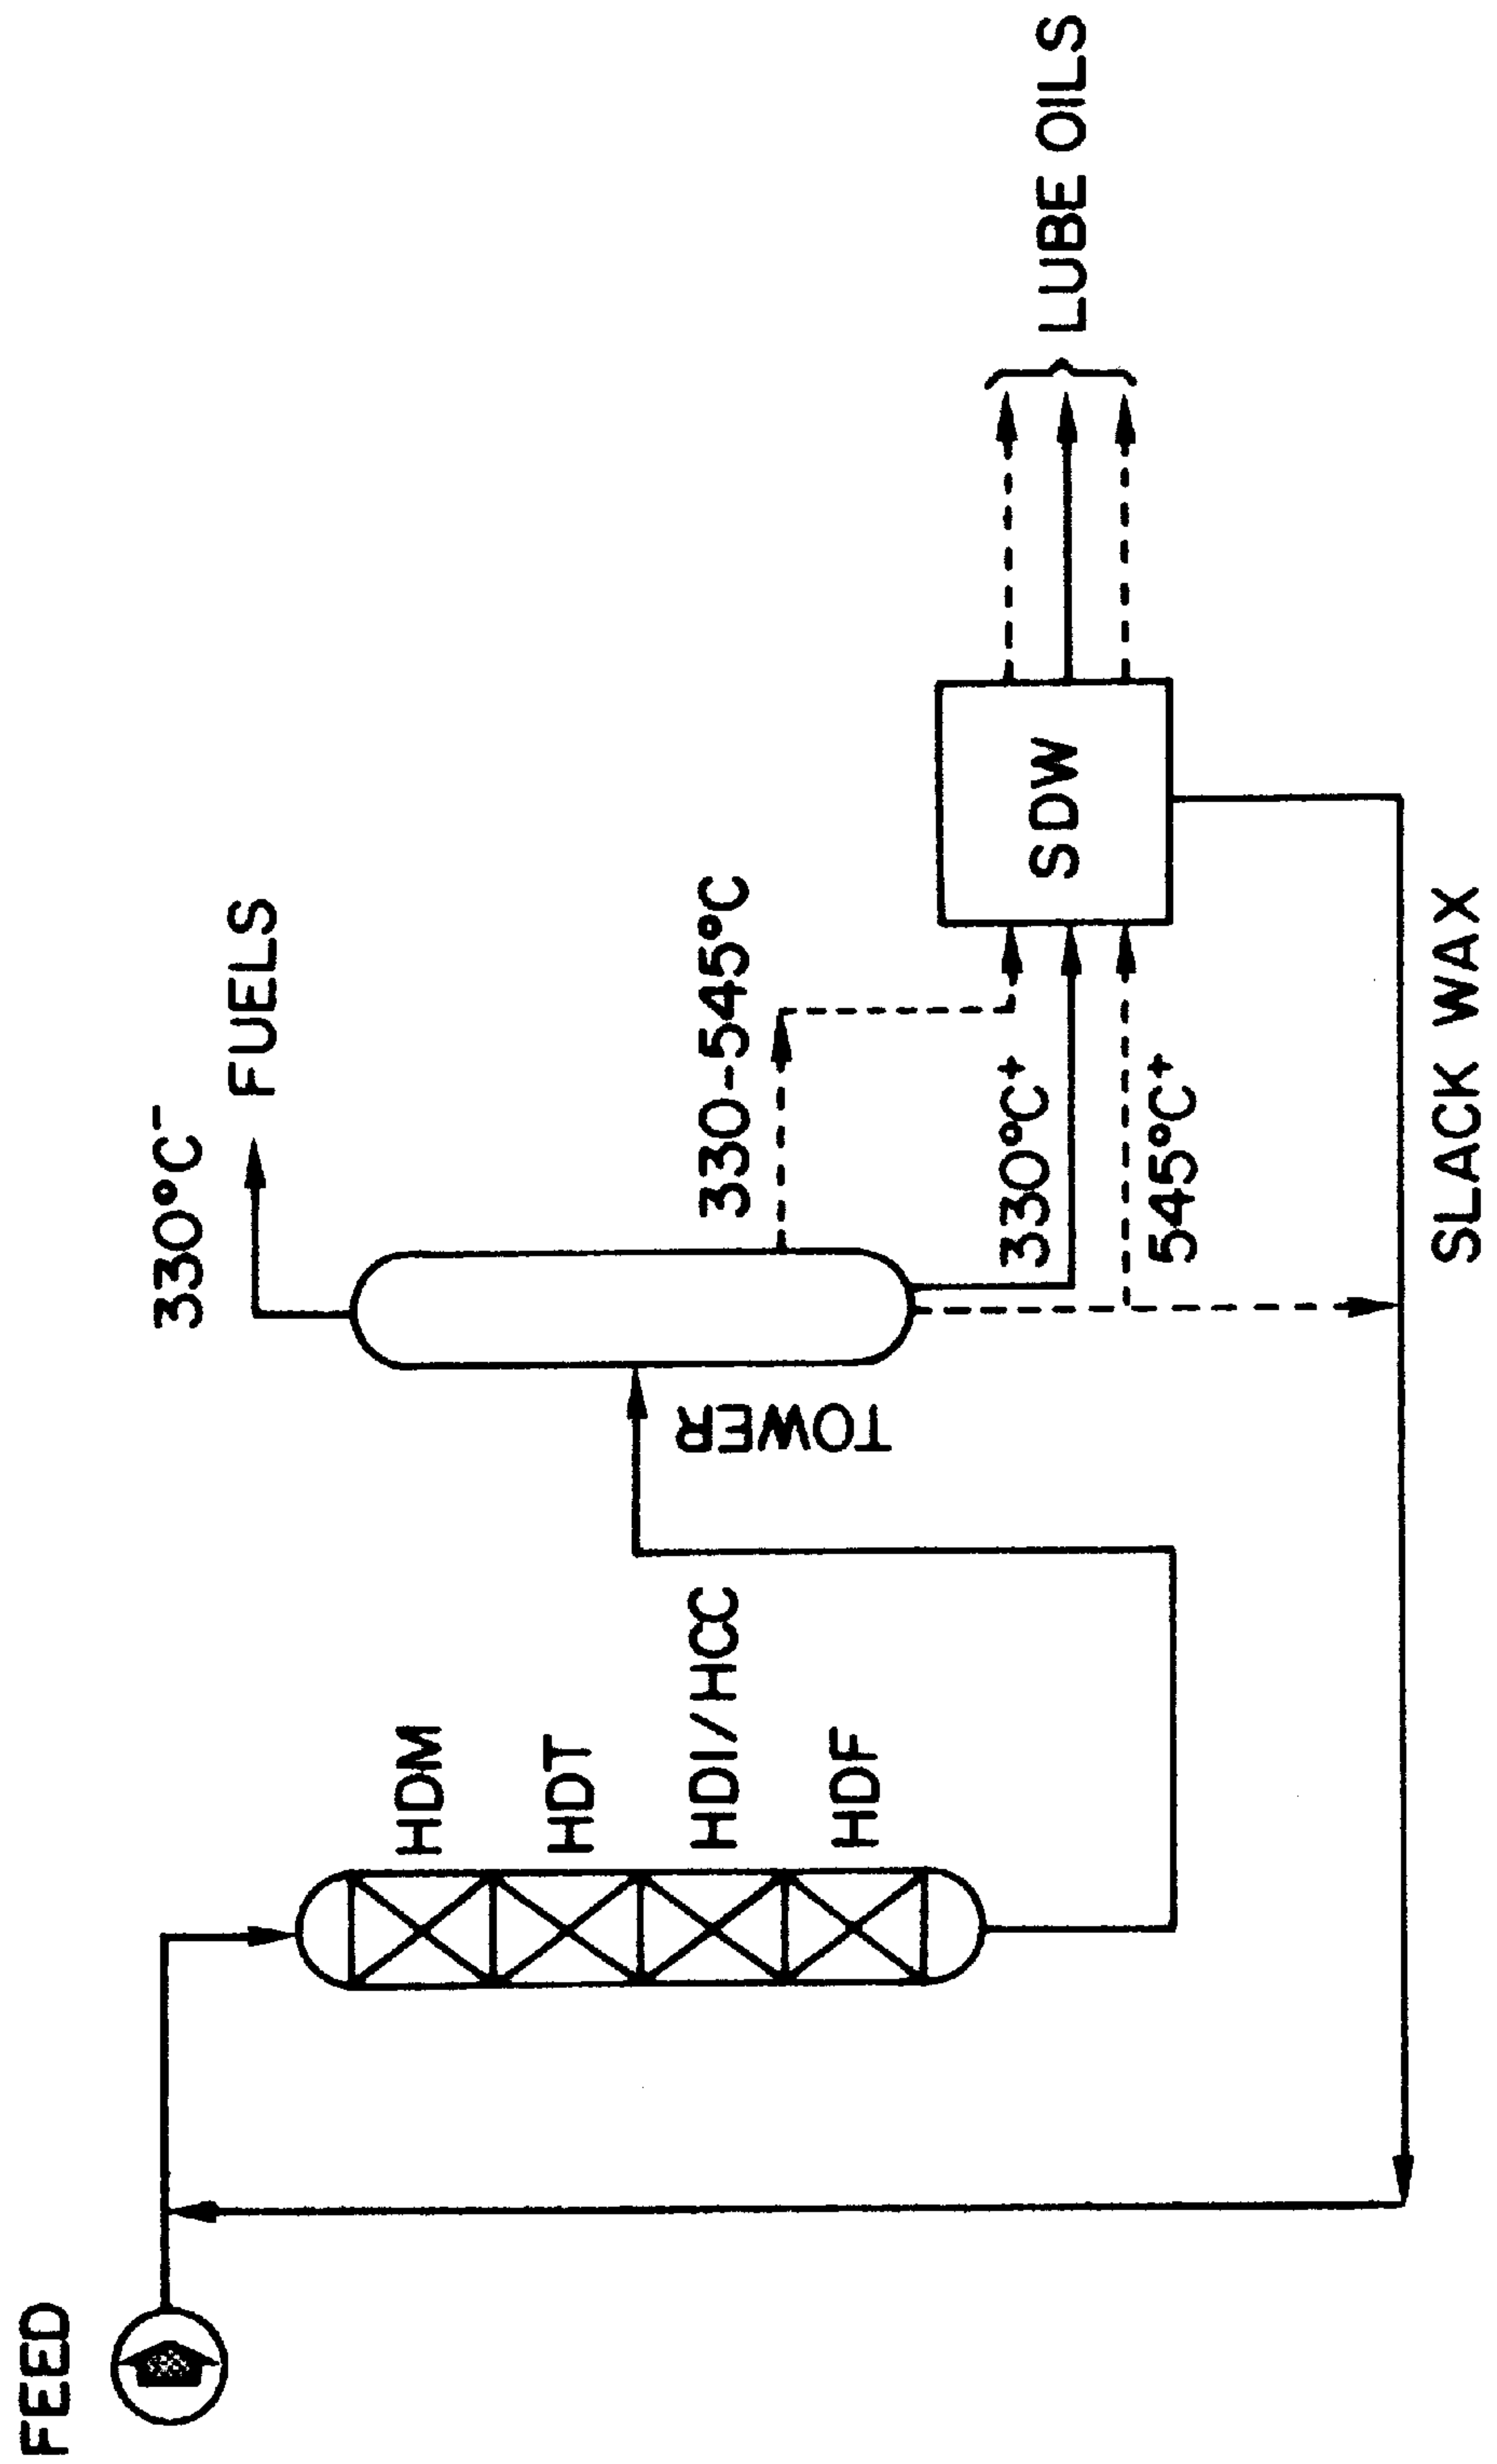 FEED
HDM
HDT
HDI/HCC
HDF
TOWER
330°C⁻
FUELS
330-545°C
330°C⁺
545°C⁺
SDW
LUBE OILS
SLACK WAX